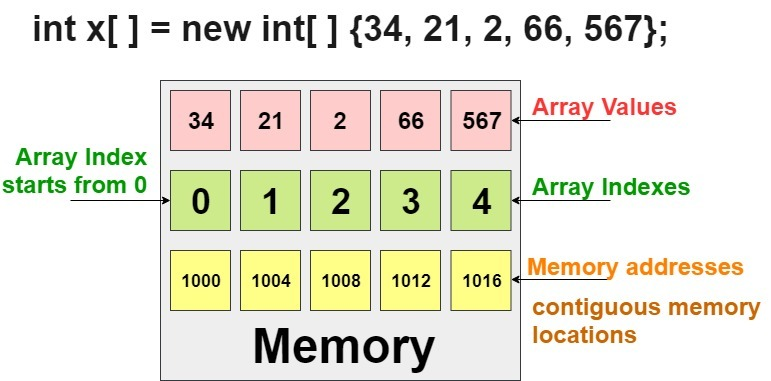 int x[ ] = new int[ ] {34, 21, 2, 66, 567};
34 21 2 66 567
Array Values
Array Index
starts from 0
0 1 2 3 4
Array Indexes
1000 1004 1008 1012 1016
Memory addresses
contiguous memory
locations
Memory